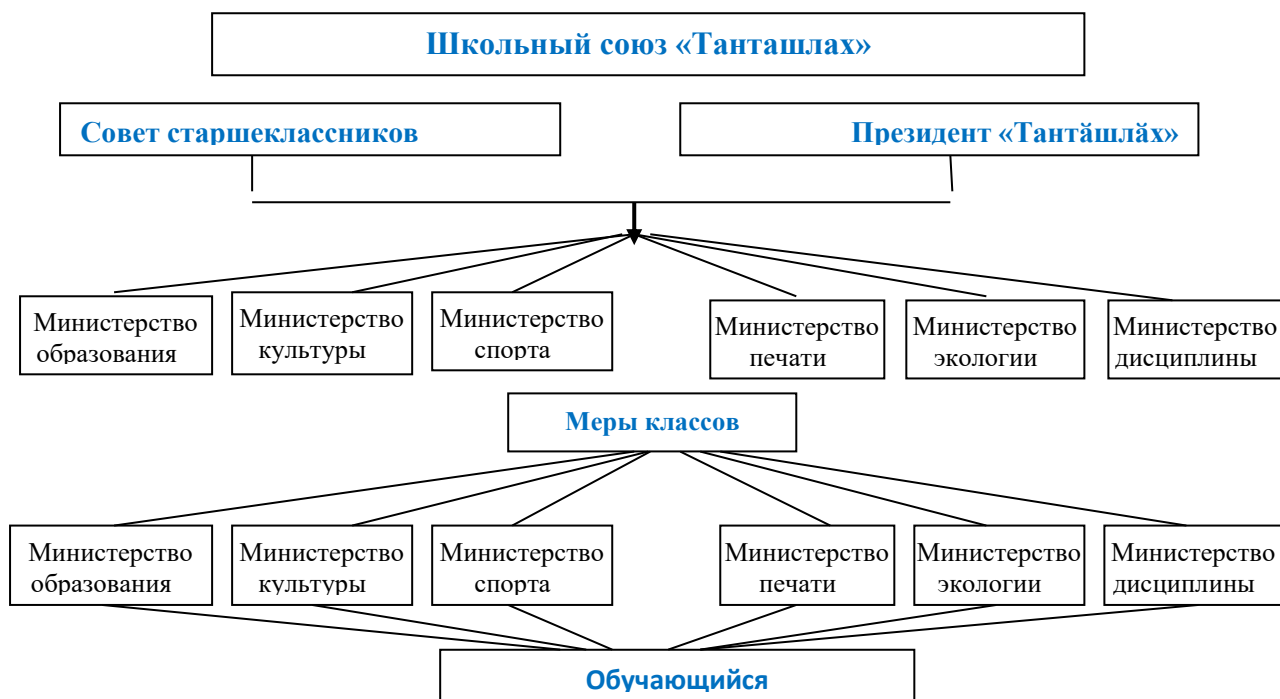 Школьный союз «Танташлах»
Совет старшеклассников
Президент «Тантӑшлӑх»
Министерство
образования
Министерство
культуры
Министерство
спорта
Министерство
печати
Министерство
экологии
Министерство
дисциплины
Меры классов
Министерство
образования
Министерство
культуры
Министерство
спорта
Министерство
печати
Министерство
экологии
Министерство
дисциплины
Обучающийся